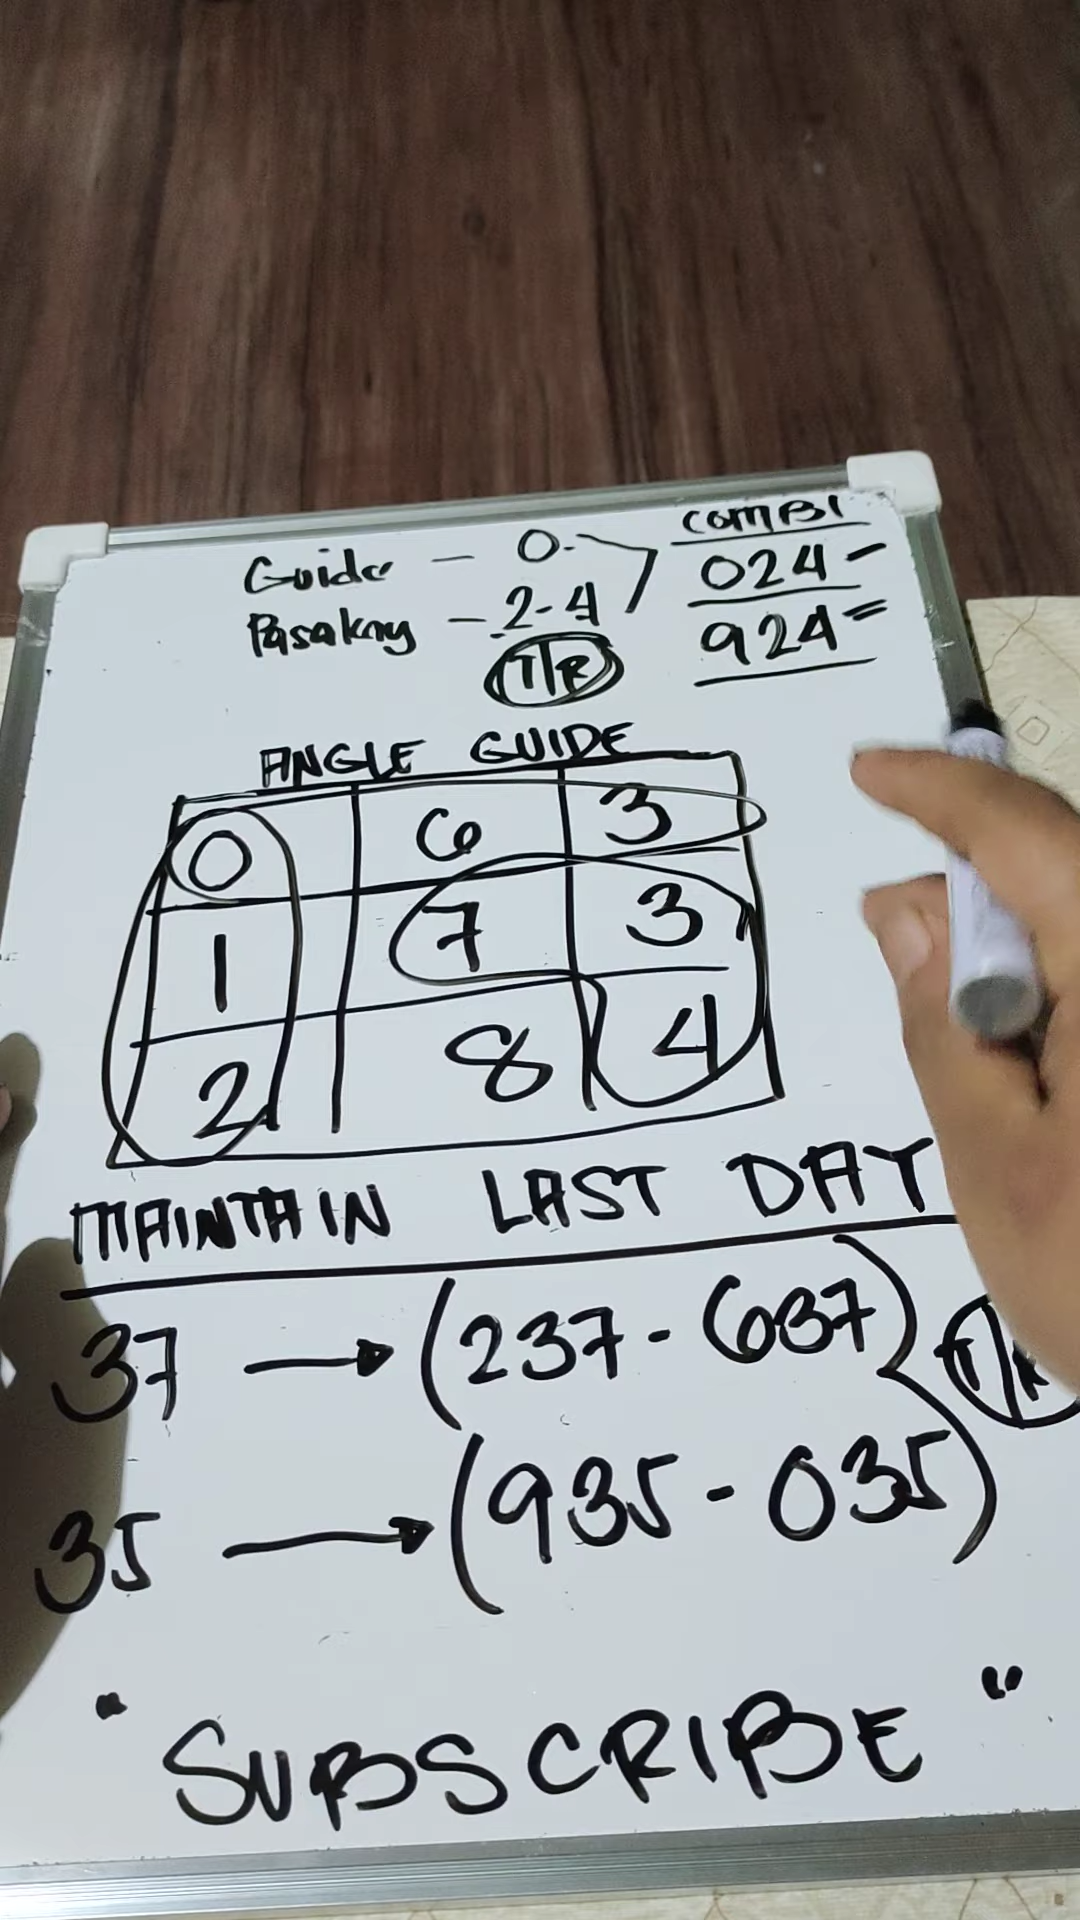 Guide - 0.
Pasakay - 2-4
T/R
COMBI
024
924
ANGLE GUIDE
0 6 3
1 7 3
2 8 4
MAINTAIN LAST DAY
37 → (237 - 637)
35 → (935 - 035)
"SUBSCRIBE"